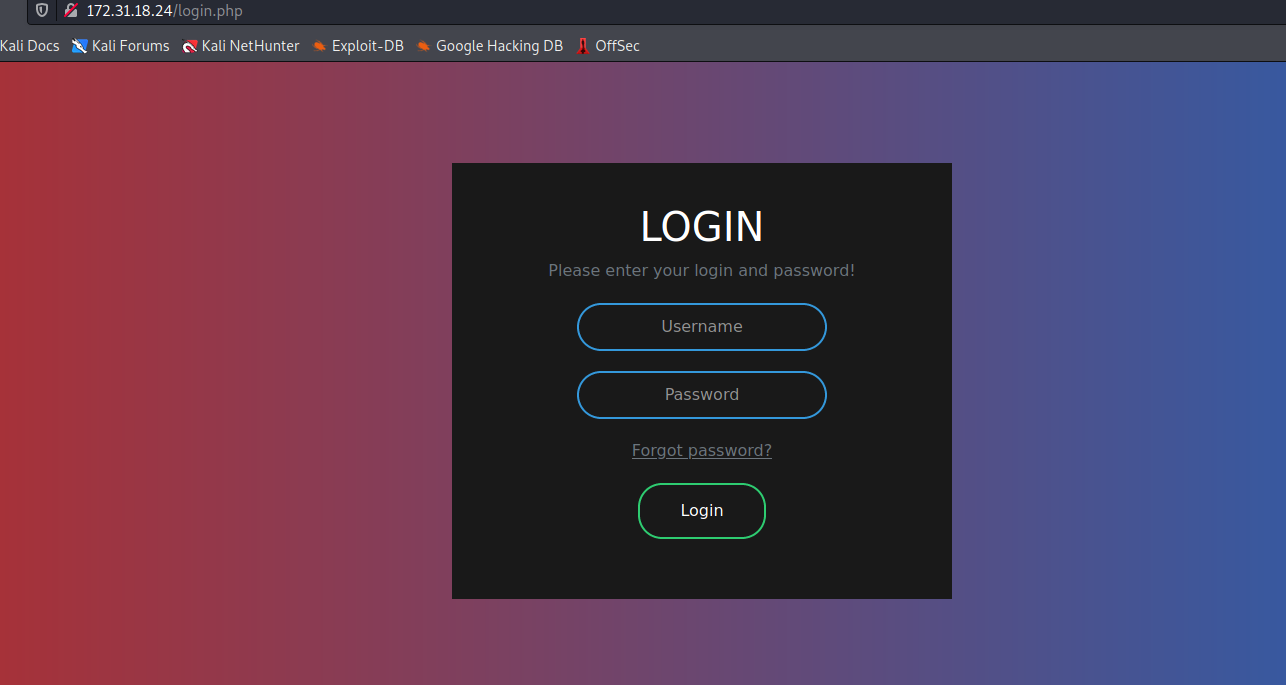 172.31.18.24/login.php
Kali Docs Kali Forums Kali NetHunter Exploit-DB Google Hacking DB OffSec
LOGIN
Please enter your login and password!
Username
Password
Forgot password?
Login